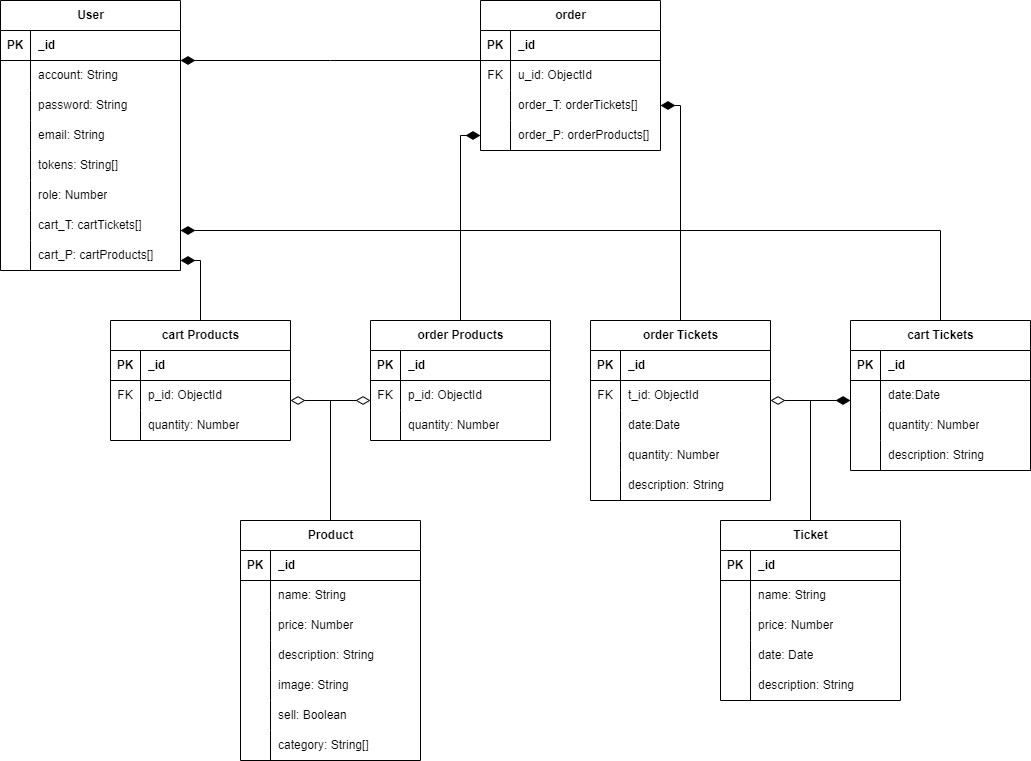 User
PK _id
account: String
password: String
email: String
tokens: String[]
role: Number
cart_T: cartTickets[]
cart_P: cartProducts[]
order
PK _id
FK u_id: ObjectId
order_T: orderTickets[]
order_P: orderProducts[]
cart Products
PK _id
FK p_id: ObjectId
quantity: Number
order Products
PK _id
FK p_id: ObjectId
quantity: Number
order Tickets
PK _id
FK t_id: ObjectId
date:Date
quantity: Number
description: String
cart Tickets
PK _id
date:Date
quantity: Number
description: String
Product
PK _id
name: String
price: Number
description: String
image: String
sell: Boolean
category: String[]
Ticket
PK _id
name: String
price: Number
date: Date
description: String